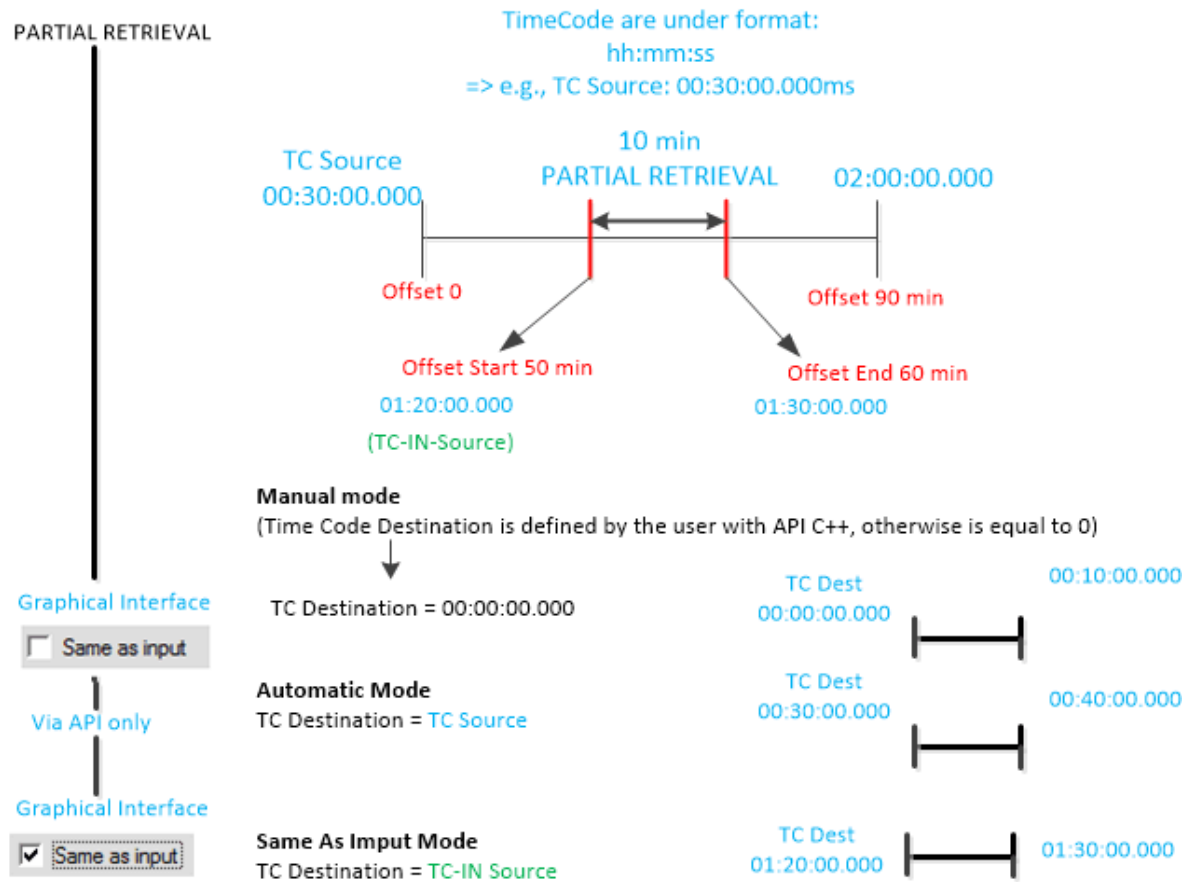 PARTIAL RETRIEVAL
TimeCode are under format:
hh:mm:ss
=> e.g., TC Source: 00:30:00.000ms
TC Source
00:30:00.000
10 min
PARTIAL RETRIEVAL
02:00:00.000
Offset 0
Offset 90 min
Offset Start 50 min
01:20:00.000
(TC-IN-Source)
Offset End 60 min
01:30:00.000
Manual mode
(Time Code Destination is defined by the user with API C++, otherwise is equal to 0)
Graphical Interface
Same as input
TC Destination = 00:00:00.000
TC Dest
00:00:00.000
00:10:00.000
Via API only
Automatic Mode
TC Destination = TC Source
TC Dest
00:30:00.000
00:40:00.000
Graphical Interface
Same as input
Same As Imput Mode
TC Destination = TC-IN Source
TC Dest
01:20:00.000
01:30:00.000